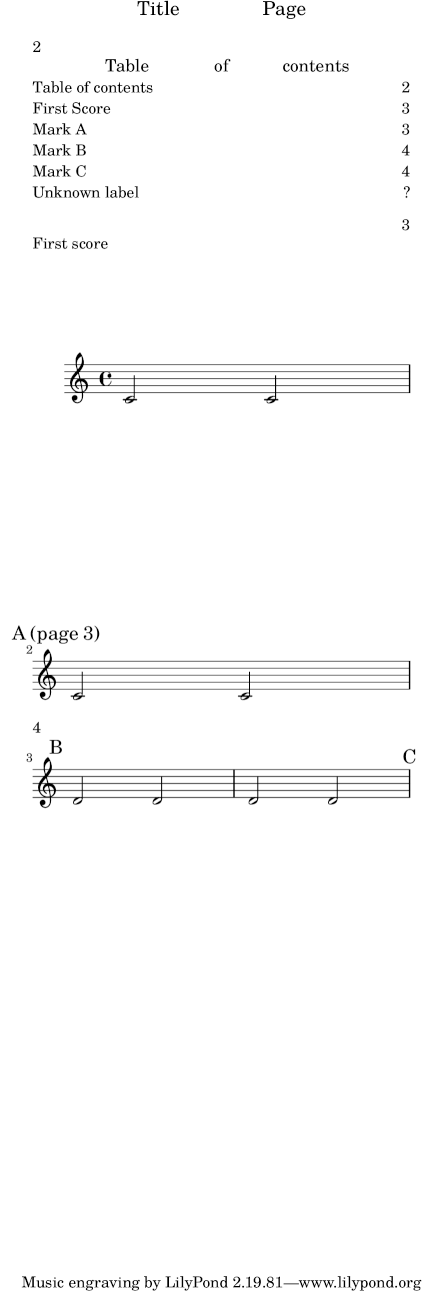 Title Page
2
Table of contents
Table of contents 2
First Score 3
Mark A 3
Mark B 4
Mark C 4
Unknown label ?
3
First score
A (page 3)
2
4
B
C
3
Music engraving by LilyPond 2.19.81—www.lilypond.org